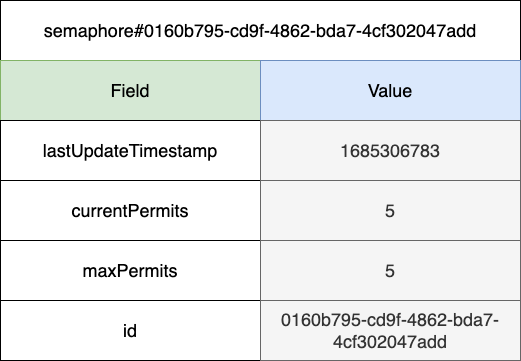 semaphore#0160b795-cd9f-4862-bda7-4cf302047add
Field Value
lastUpdateTimestamp 1685306783
currentPermits 5
maxPermits 5
id 0160b795-cd9f-4862-bda7-
4cf302047add